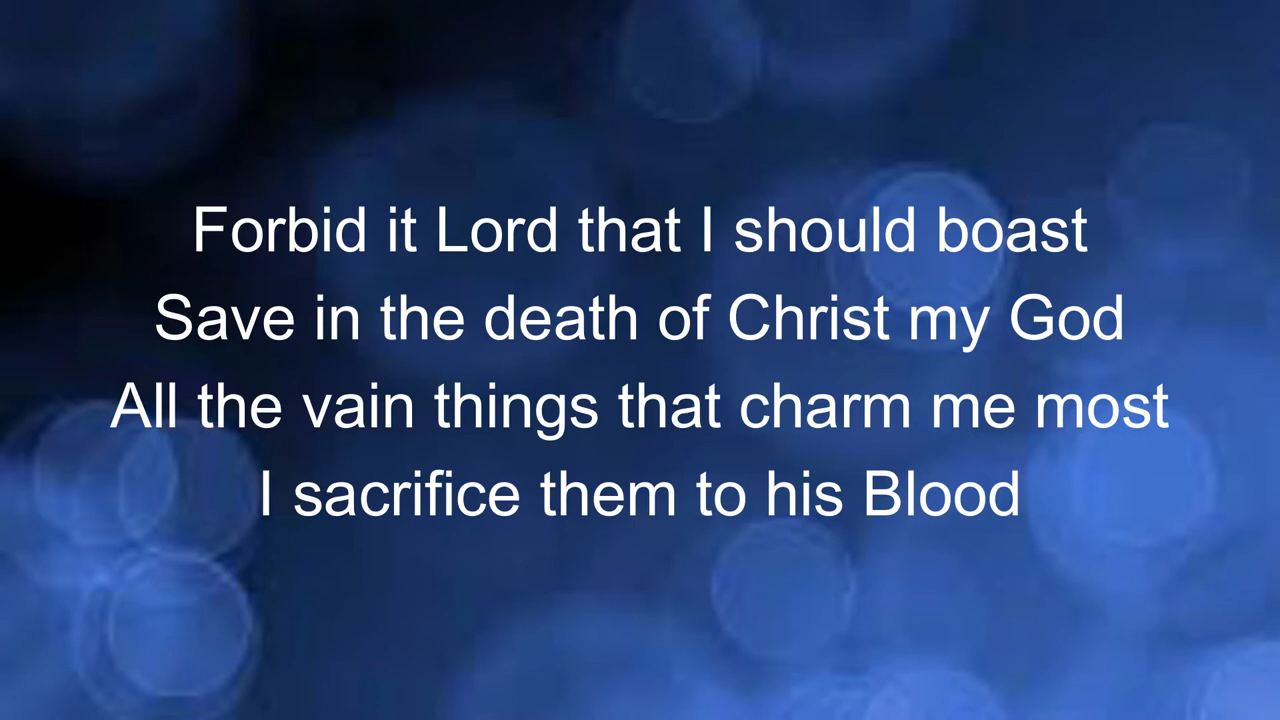 Forbid it Lord that I should boast
Save in the death of Christ my God
All the vain things that charm me most
I sacrifice them to his Blood